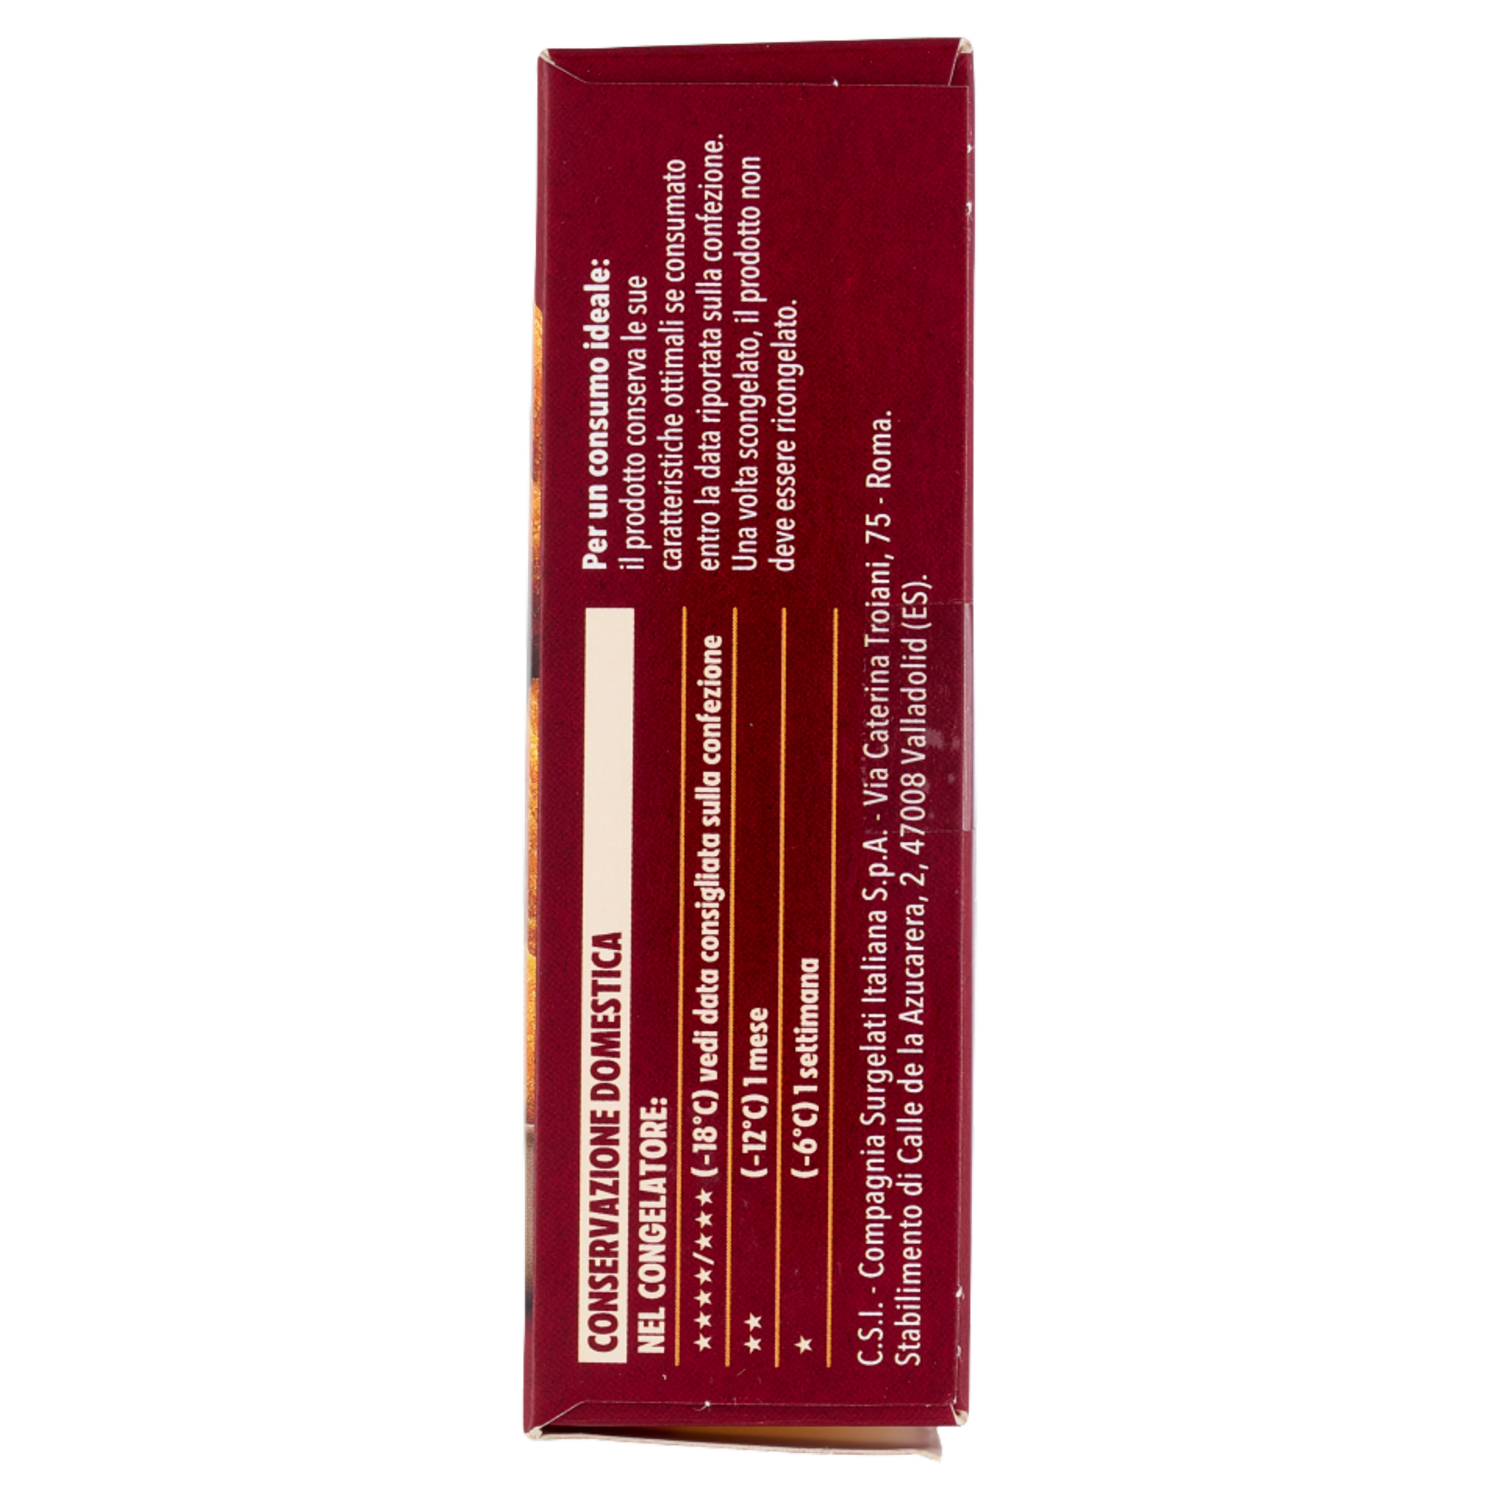 CONSERVAZIONE DOMESTICA
NEL CONGELATORE:
★★★★/★★★ (-18°C) vedi data consigliata sulla confezione
★★ (-12°C) 1 mese
★ (-6°C) 1 settimana
Per un consumo ideale:
il prodotto conserva le sue
caratteristiche ottimali se consumato
entro la data riportata sulla confezione.
Una volta scongelato, il prodotto non
deve essere ricongelato.
C.S.I. - Compagnia Surgelati Italiana S.p.A. - Via Caterina Troiani, 75 - Roma.
Stabilimento di Calle de la Azucarera, 2, 47008 Valladolid (ES).